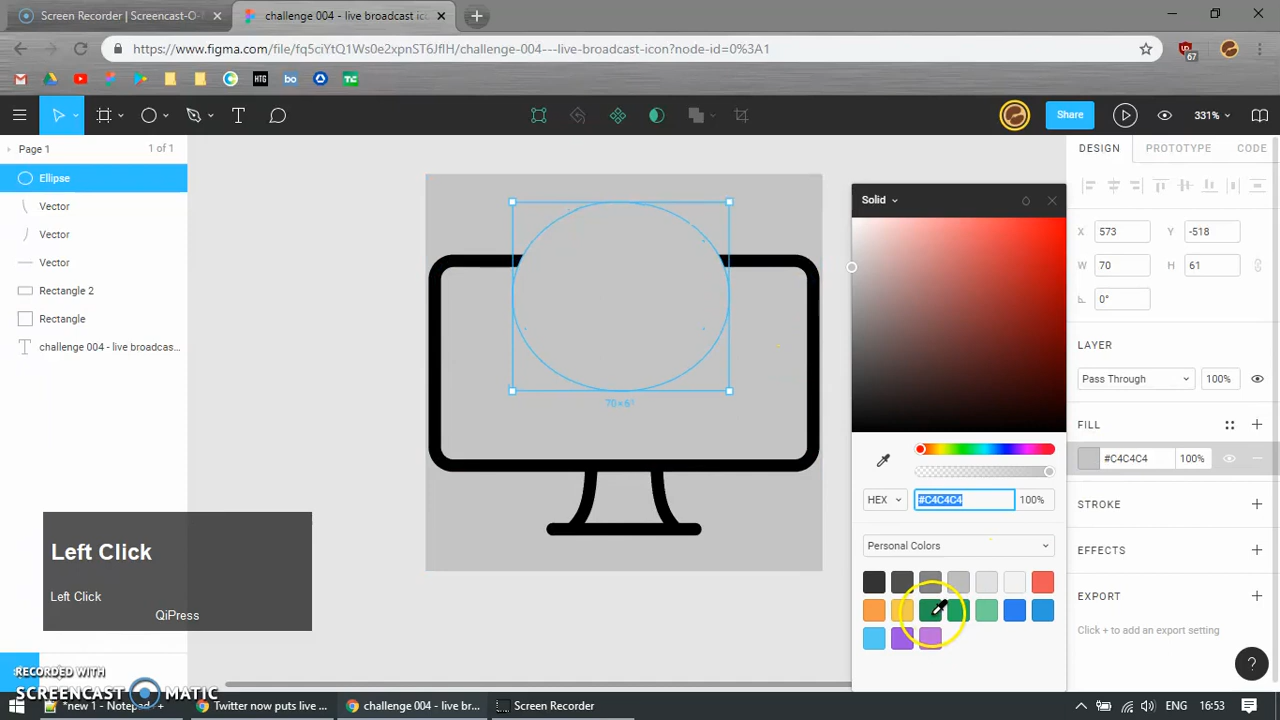 Screen Recorder | Screencast-O-
challenge 004 - live broadcast ic
https://www.figma.com/file/fq5ciYtQ1Ws0e2xpnST6JflH/challenge-004---live-broadcast-icon?node-id=0%3A1
HTG
bo
TC
67
Share
331%
Page 1
1 of 1
DESIGN
PROTOTYPE
CODE
Ellipse
Vector
Vector
Vector
Rectangle 2
Rectangle
challenge 004 - live broadcas...
Solid
HEX
#C4C4C4
100%
Personal Colors
X 573
Y -518
W 70
H 61
0°
LAYER
Pass Through
100%
FILL
#C4C4C4
100%
STROKE
EFFECTS
EXPORT
Click + to add an export setting
?
Left Click
Left Click
QiPress
RECORDED WITH
SCREENCAST MATIC
*new 1 - Notepad++
Twitter now puts live ...
challenge 004 - live br...
Screen Recorder
ENG
16:53